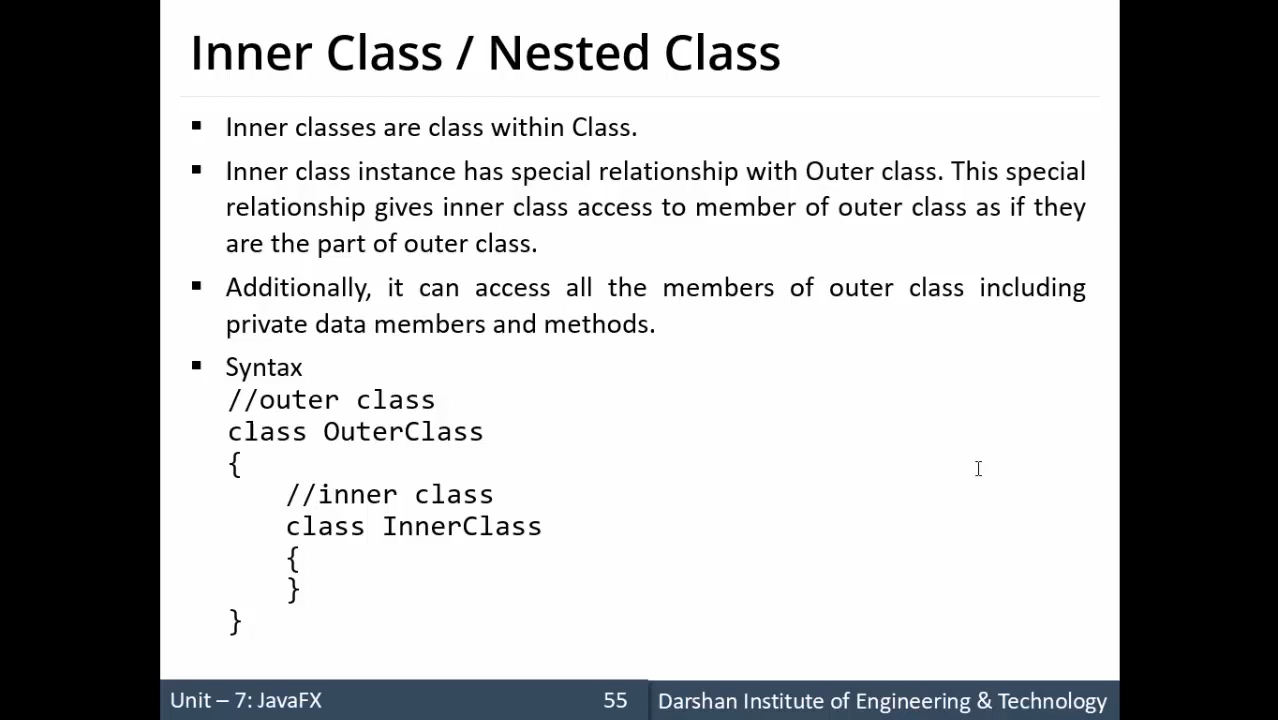 Inner Class / Nested Class
▪ Inner classes are class within Class.
▪ Inner class instance has special relationship with Outer class. This special
relationship gives inner class access to member of outer class as if they
are the part of outer class.
▪ Additionally, it can access all the members of outer class including
private data members and methods.
▪ Syntax
//outer class
class OuterClass
{
//inner class
class InnerClass
{
}
}
Unit – 7: JavaFX 55 Darshan Institute of Engineering & Technology